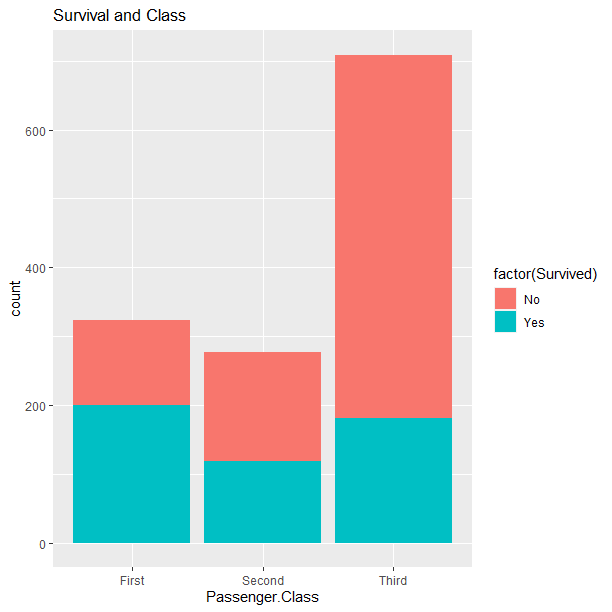 Survival and Class
600
400
200
0
count
First Second Third
Passenger.Class
factor(Survived)
No
Yes